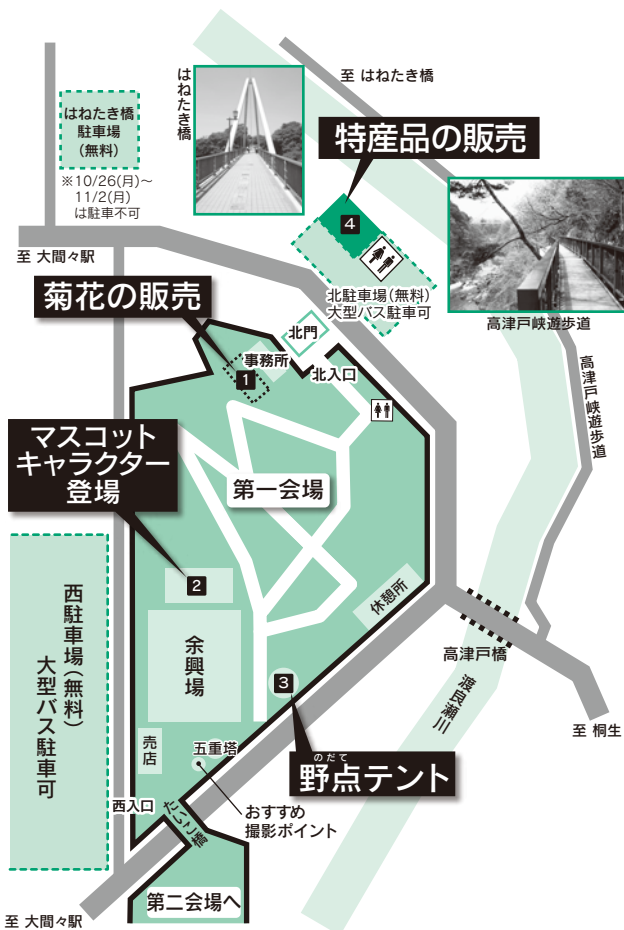 はねたき橋
駐車場
(無料)
※10/26(月)〜
11/2(月)
は駐車不可
はねたき橋
至 はねたき橋
特産品の販売
4
至 大間々駅
北駐車場(無料)
大型バス駐車可
高津戸峡遊歩道
高津戸峡遊歩道
菊花の販売
北門
事務所
北入口
1
マスコット
キャラクター
登場
第一会場
2
休憩所
西駐車場(無料)
大型バス駐車可
余興場
3
高津戸橋
渡良瀬川
至 桐生
売店
五重塔
のだて
野点テント
西入口
たいこ橋
おすすめ
撮影ポイント
第二会場へ
至 大間々駅